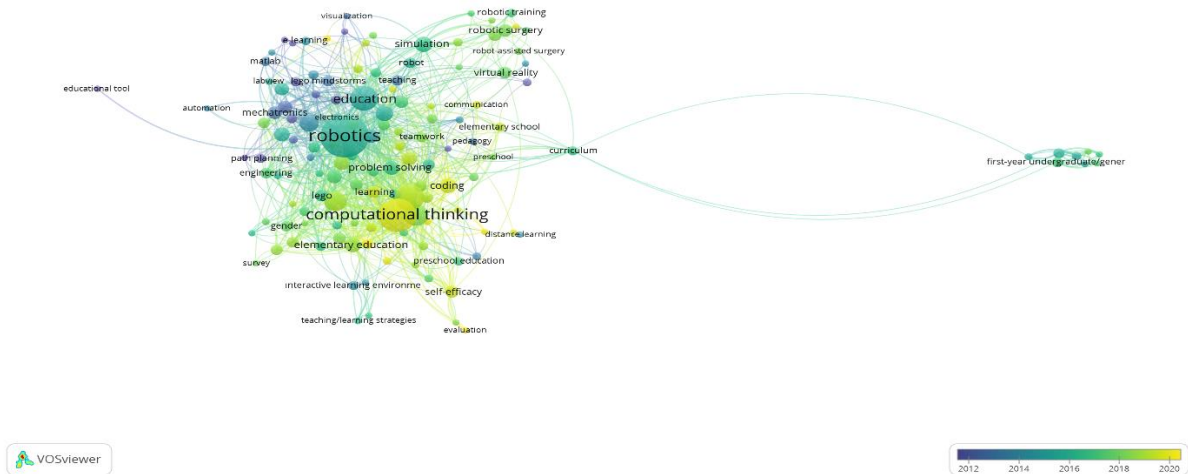 visualization
robotic training
robotic surgery
e-learning
simulation
robot-assisted surgery
matlab
robot
virtual reality
labview
lego mindstorms
teaching
educational tool
education
automation
communication
mechatronics
electronics
elementary school
robotics
teamwork
pedagogy
curriculum
preschool
path planning
first-year undergraduate/gener
problem solving
engineering
coding
learning
lego
computational thinking
gender
distance learning
elementary education
survey
preschool education
interactive learning environme
self-efficacy
teaching/learning strategies
evaluation
VOSviewer
2012 2014 2016 2018 2020